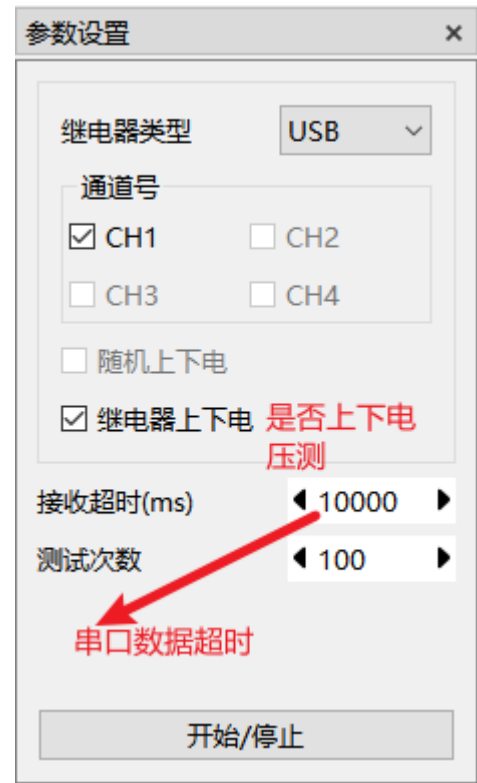 参数设置
继电器类型 USB
通道号
CH1 CH2
CH3 CH4
随机上下电
继电器上下电 是否上下电
压测
接收超时(ms) 10000
测试次数 100
串口数据超时
开始/停止